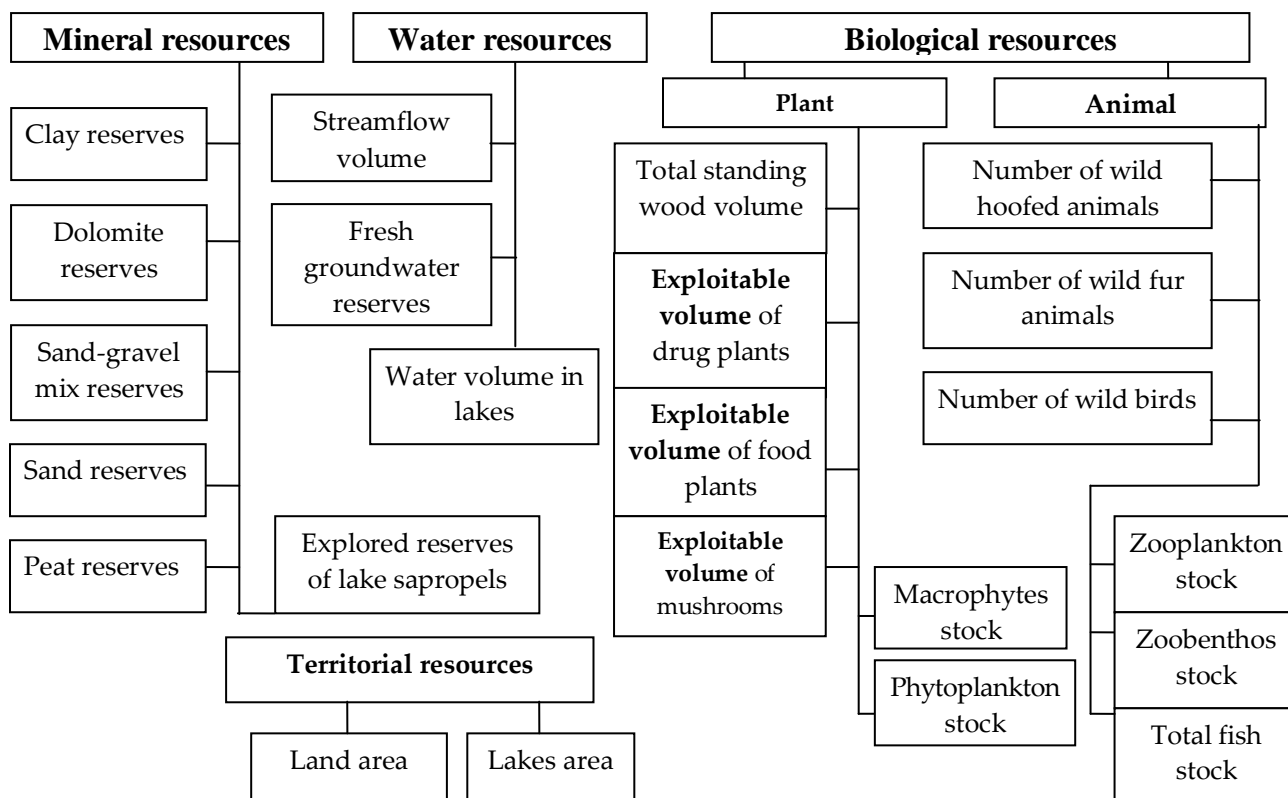 Mineral resources
Clay reserves
Dolomite
reserves
Sand-gravel
mix reserves
Sand reserves
Peat reserves
Explored reserves
of lake sapropels
Water resources
Streamflow
volume
Fresh
groundwater
reserves
Water volume in
lakes
Biological resources
Plant
Total standing
wood volume
Exploitable
volume of
drug plants
Exploitable
volume of food
plants
Exploitable
volume of
mushrooms
Macrophytes
stock
Phytoplankton
stock
Animal
Number of wild
hoofed animals
Number of wild fur
animals
Number of wild birds
Zooplankton
stock
Zoobenthos
stock
Total fish
stock
Territorial resources
Land area
Lakes area